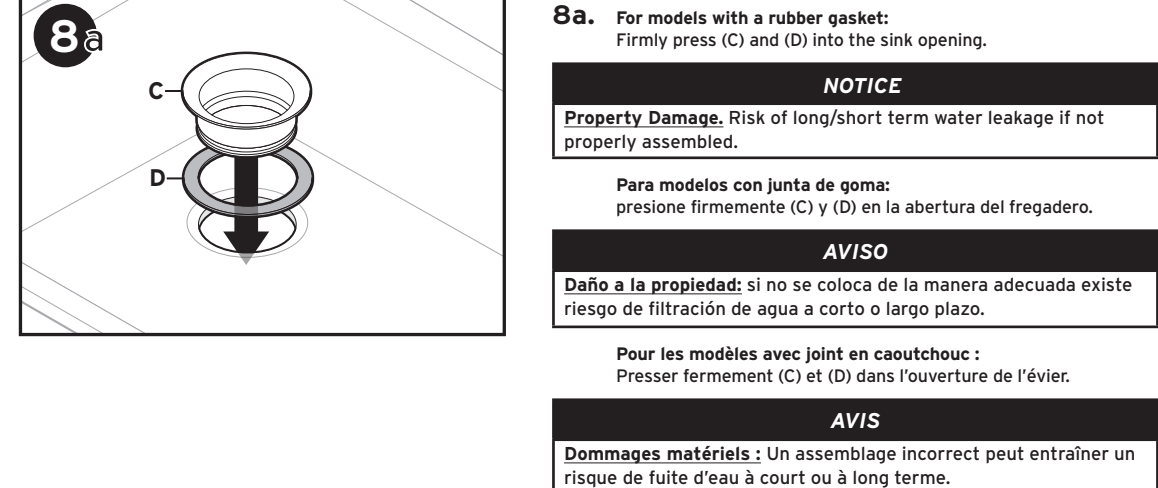 8a
C
D
8a. For models with a rubber gasket:
Firmly press (C) and (D) into the sink opening.
NOTICE
Property Damage. Risk of long/short term water leakage if not
properly assembled.
Para modelos con junta de goma:
presione firmemente (C) y (D) en la abertura del fregadero.
AVISO
Daño a la propiedad: si no se coloca de la manera adecuada existe
riesgo de filtración de agua a corto o largo plazo.
Pour les modèles avec joint en caoutchouc :
Presser fermement (C) et (D) dans l'ouverture de l'évier.
AVIS
Dommages matériels : Un assemblage incorrect peut entraîner un
risque de fuite d'eau à court ou à long terme.